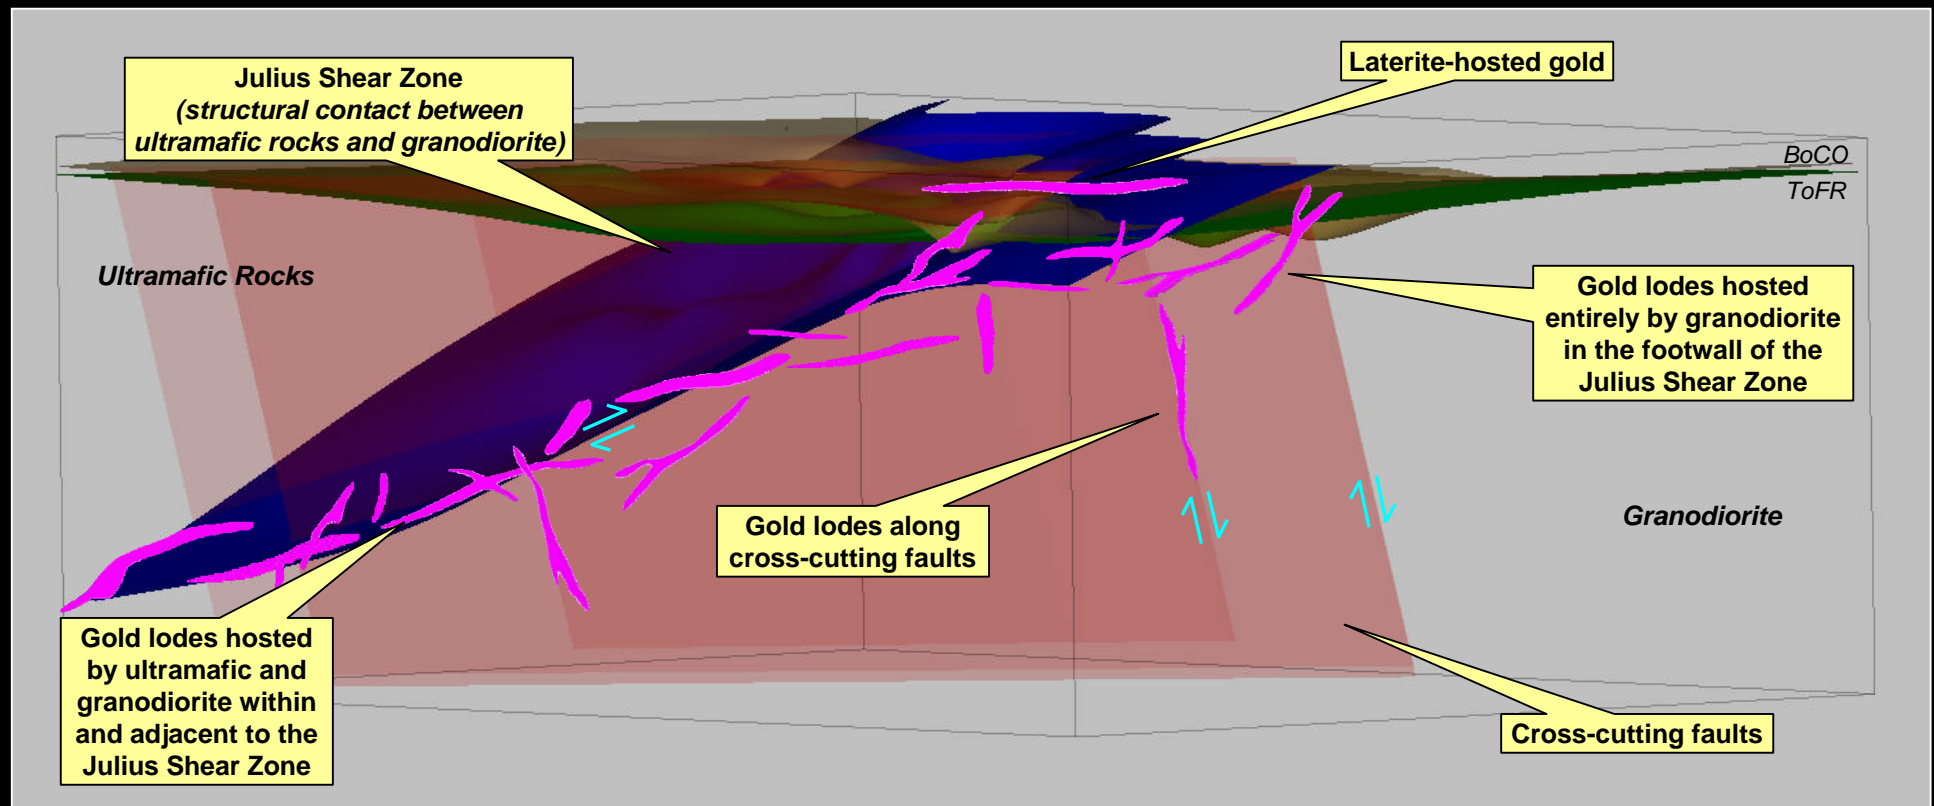 Julius Shear Zone
(structural contact between
ultramafic rocks and granodiorite)
Laterite-hosted gold
BoCO
ToFR
Ultramafic Rocks
Gold lodes hosted
entirely by granodiorite
in the footwall of the
Julius Shear Zone
Gold lodes along
cross-cutting faults
Granodiorite
Gold lodes hosted
by ultramafic and
granodiorite within
and adjacent to the
Julius Shear Zone
Cross-cutting faults